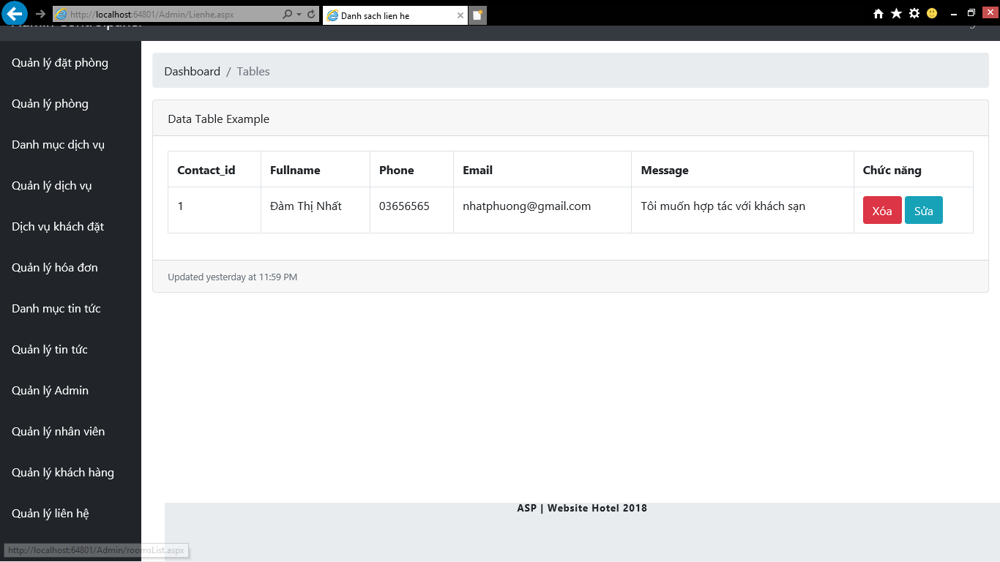 http://localhost:64801/Admin/Lienhe.aspx
Danh sach lien he
Admin Controlpanel
Quản lý đặt phòng
Quản lý phòng
Danh mục dịch vụ
Quản lý dịch vụ
Dịch vụ khách đặt
Quản lý hóa đơn
Danh mục tin tức
Quản lý tin tức
Quản lý Admin
Quản lý nhân viên
Quản lý khách hàng
Quản lý liên hệ
Dashboard / Tables
Data Table Example
Contact_id Fullname Phone Email Message Chức năng
1 Đàm Thị Nhất 03656565 nhatphuong@gmail.com Tôi muốn hợp tác với khách sạn Xóa Sửa
Updated yesterday at 11:59 PM
ASP | Website Hotel 2018
http://localhost:64801/Admin/roomsList.aspx